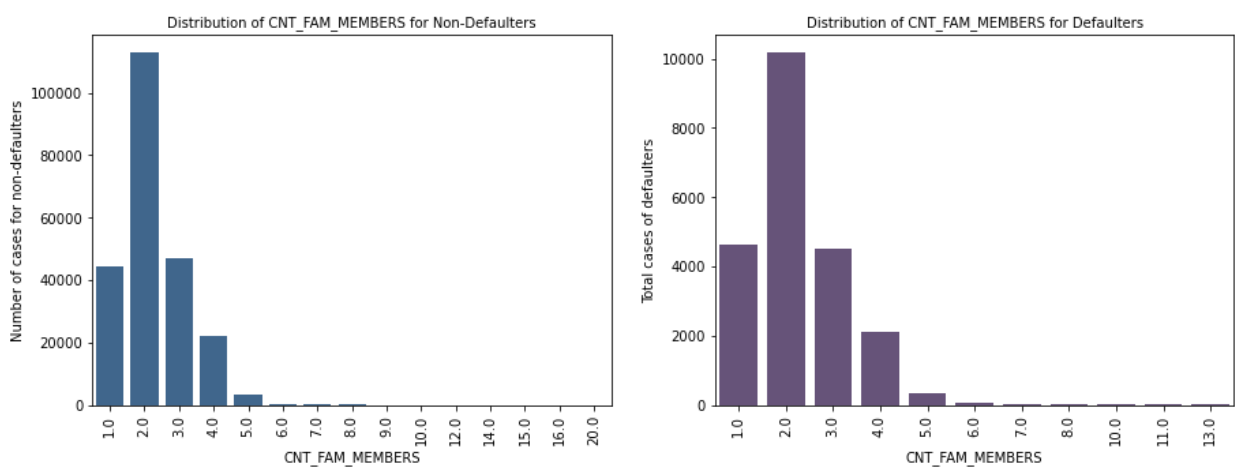 Distribution of CNT_FAM_MEMBERS for Non-Defaulters
Number of cases for non-defaulters
100000
80000
60000
40000
20000
0
1.0 2.0 3.0 4.0 5.0 6.0 7.0 8.0 9.0 10.0 12.0 14.0 15.0 16.0 20.0
CNT_FAM_MEMBERS
Distribution of CNT_FAM_MEMBERS for Defaulters
Total cases of defaulters
10000
8000
6000
4000
2000
0
1.0 2.0 3.0 4.0 5.0 6.0 7.0 8.0 10.0 11.0 13.0
CNT_FAM_MEMBERS